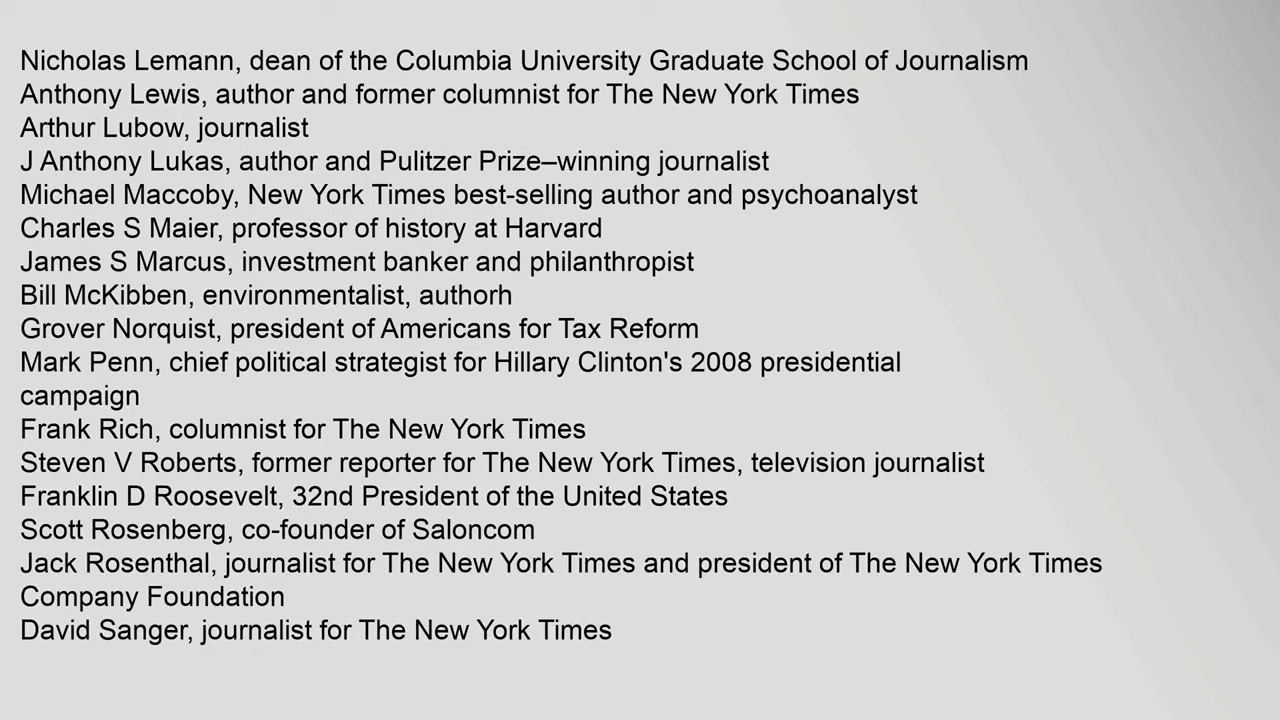 Nicholas Lemann, dean of the Columbia University Graduate School of Journalism
Anthony Lewis, author and former columnist for The New York Times
Arthur Lubow, journalist
J Anthony Lukas, author and Pulitzer Prize–winning journalist
Michael Maccoby, New York Times best-selling author and psychoanalyst
Charles S Maier, professor of history at Harvard
James S Marcus, investment banker and philanthropist
Bill McKibben, environmentalist, authorh
Grover Norquist, president of Americans for Tax Reform
Mark Penn, chief political strategist for Hillary Clinton's 2008 presidential
campaign
Frank Rich, columnist for The New York Times
Steven V Roberts, former reporter for The New York Times, television journalist
Franklin D Roosevelt, 32nd President of the United States
Scott Rosenberg, co-founder of Saloncom
Jack Rosenthal, journalist for The New York Times and president of The New York Times
Company Foundation
David Sanger, journalist for The New York Times